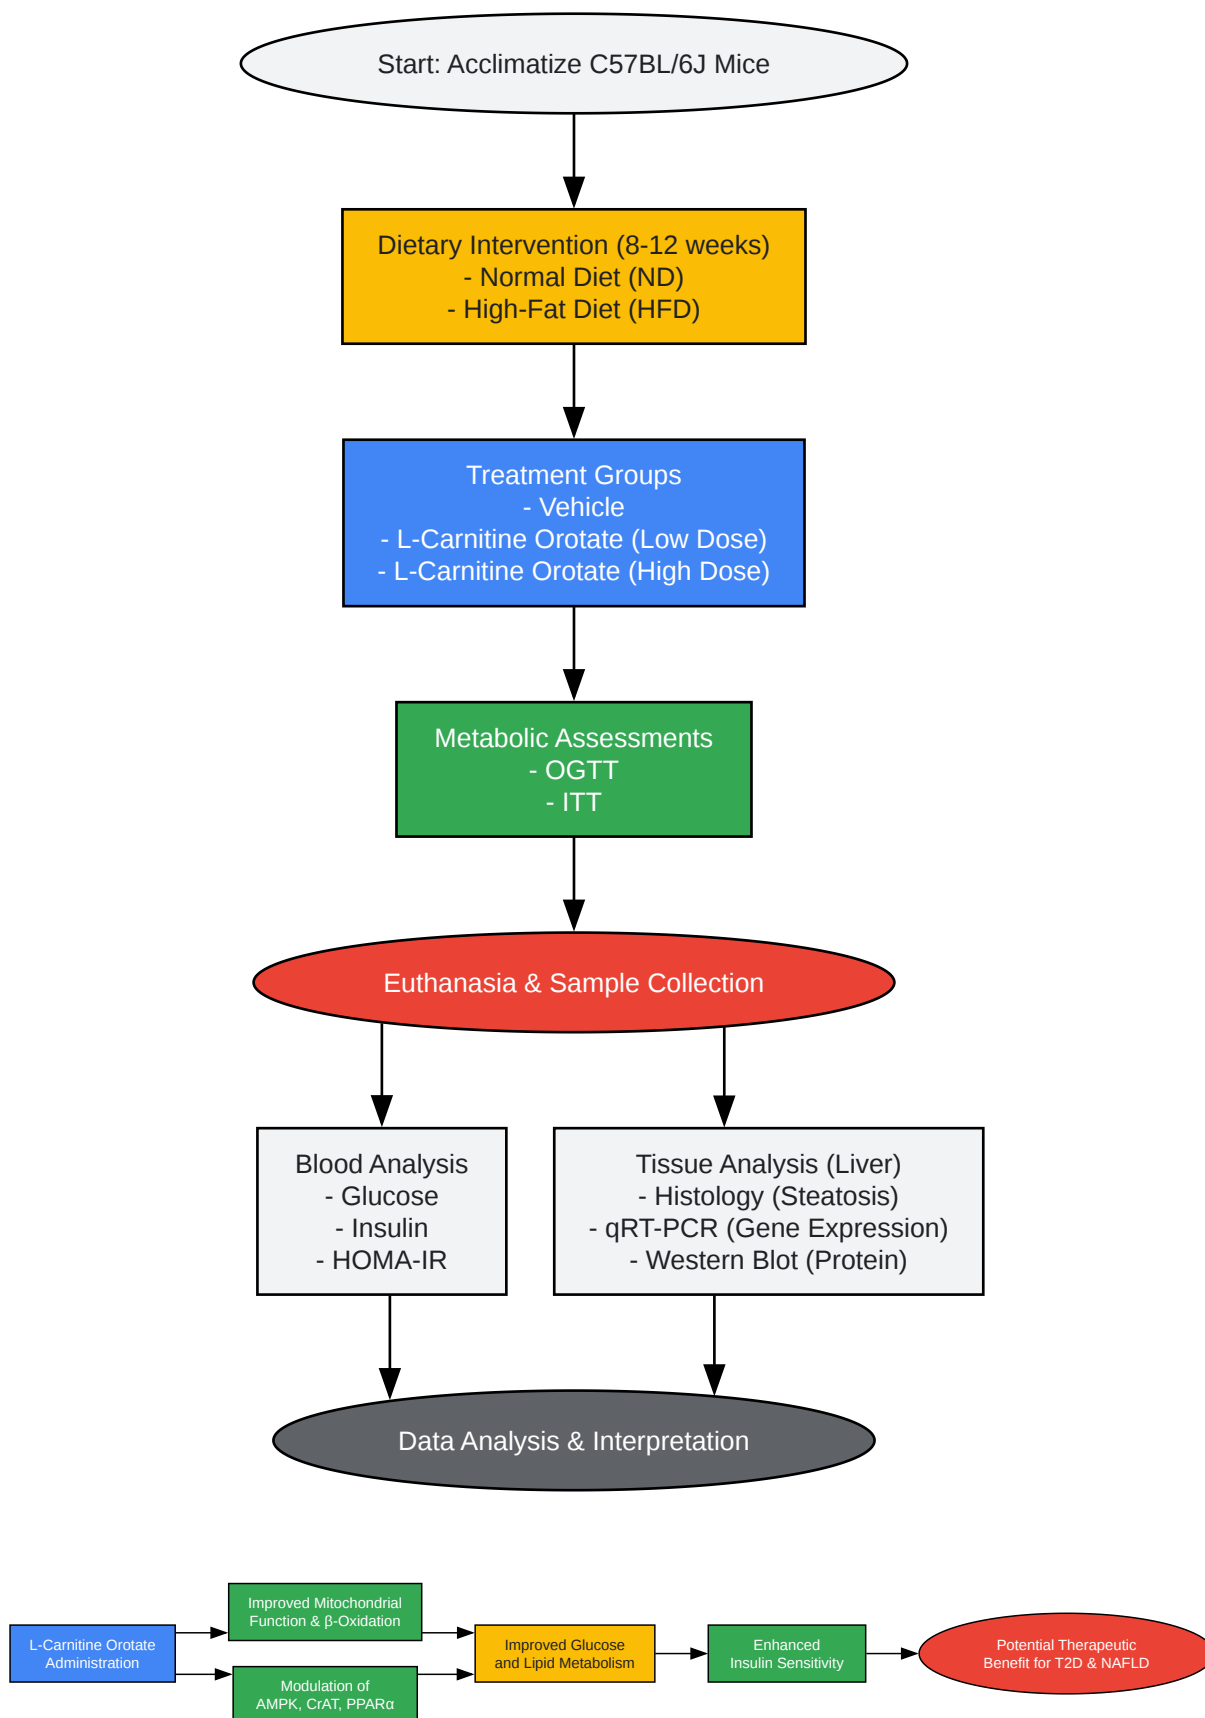 Start: Acclimatize C57BL/6J Mice
Dietary Intervention (8-12 weeks)
- Normal Diet (ND)
- High-Fat Diet (HFD)
Treatment Groups
- Vehicle
- L-Carnitine Orotate (Low Dose)
- L-Carnitine Orotate (High Dose)
Metabolic Assessments
- OGTT
- ITT
Euthanasia & Sample Collection
Blood Analysis
- Glucose
- Insulin
- HOMA-IR
Tissue Analysis (Liver)
- Histology (Steatosis)
- qRT-PCR (Gene Expression)
- Western Blot (Protein)
Data Analysis & Interpretation
L-Carnitine Orotate
Administration
Improved Mitochondrial
Function & β-Oxidation
Modulation of
AMPK, CrAT, PPARα
Improved Glucose
and Lipid Metabolism
Enhanced
Insulin Sensitivity
Potential Therapeutic
Benefit for T2D & NAFLD